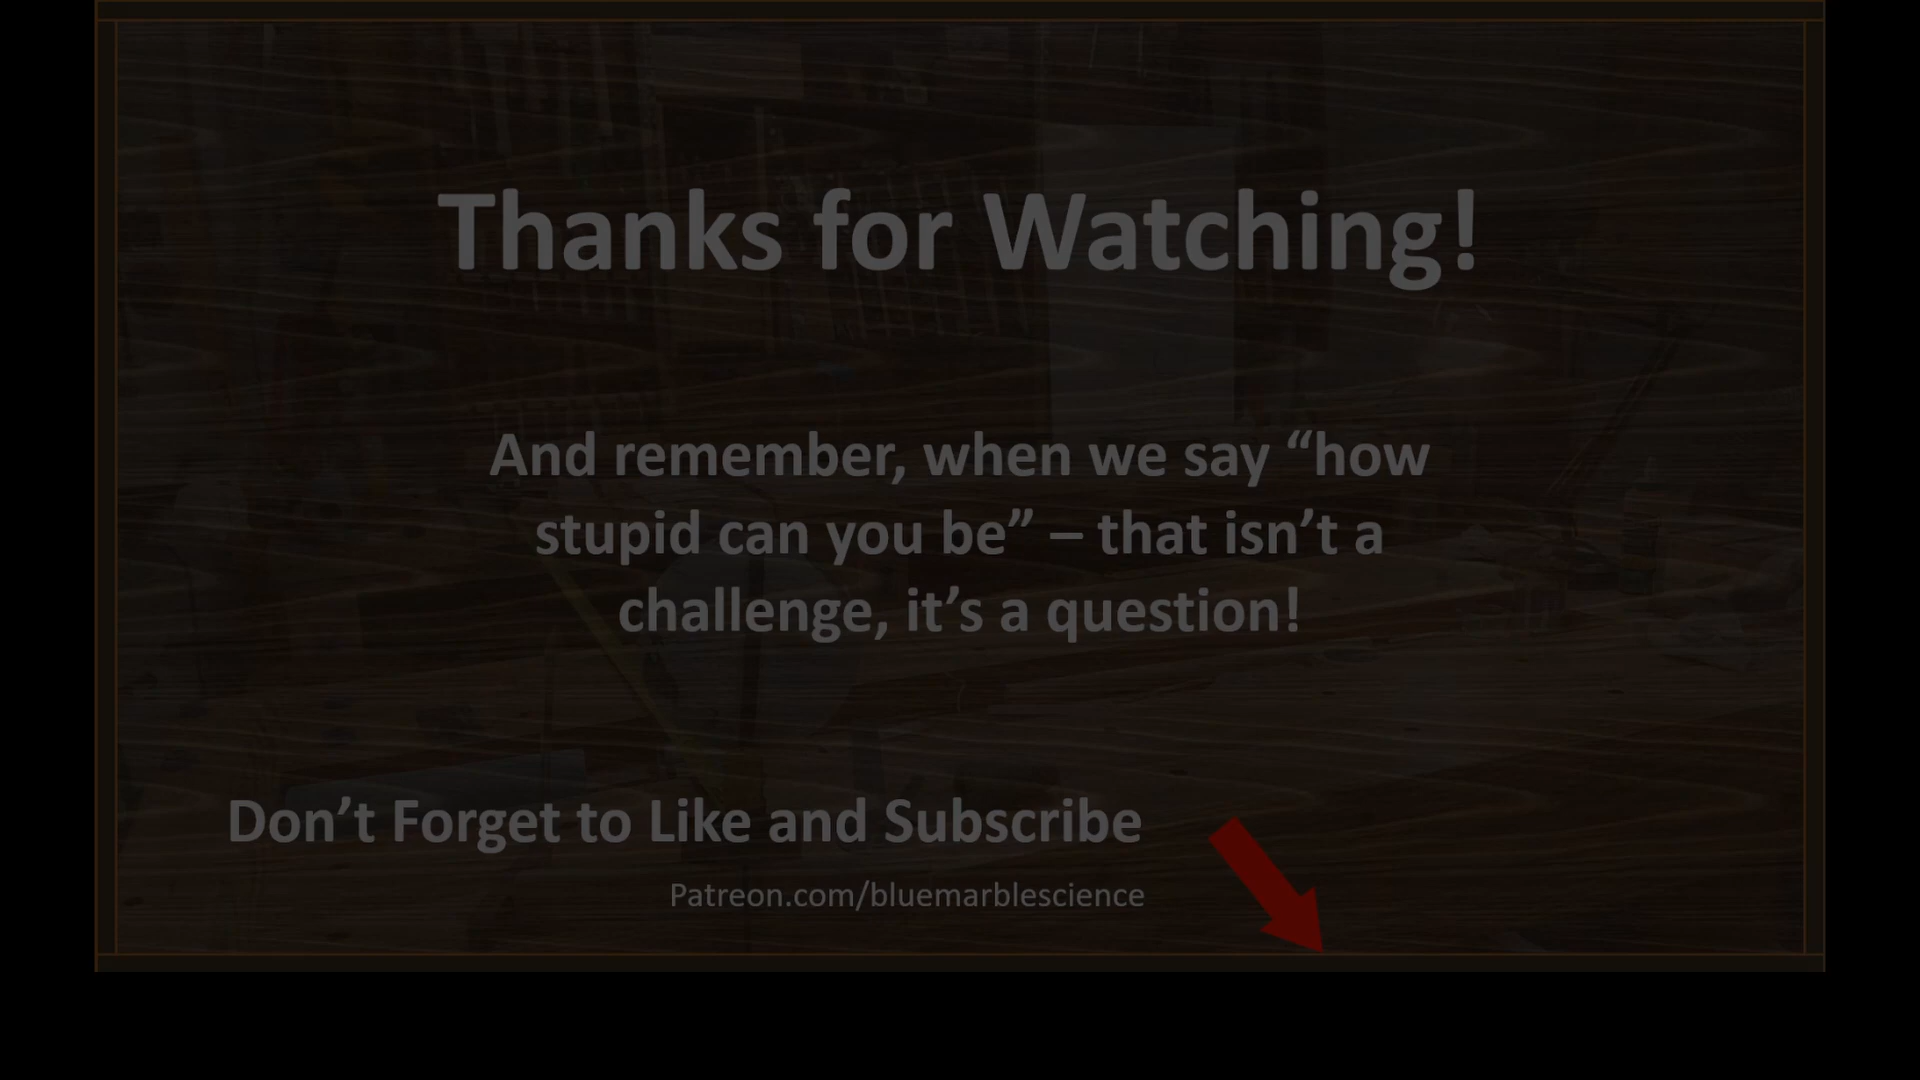 Thanks for Watching!
And remember, when we say “how
stupid can you be” – that isn’t a
challenge, it’s a question!
Don’t Forget to Like and Subscribe
Patreon.com/bluemarblescience